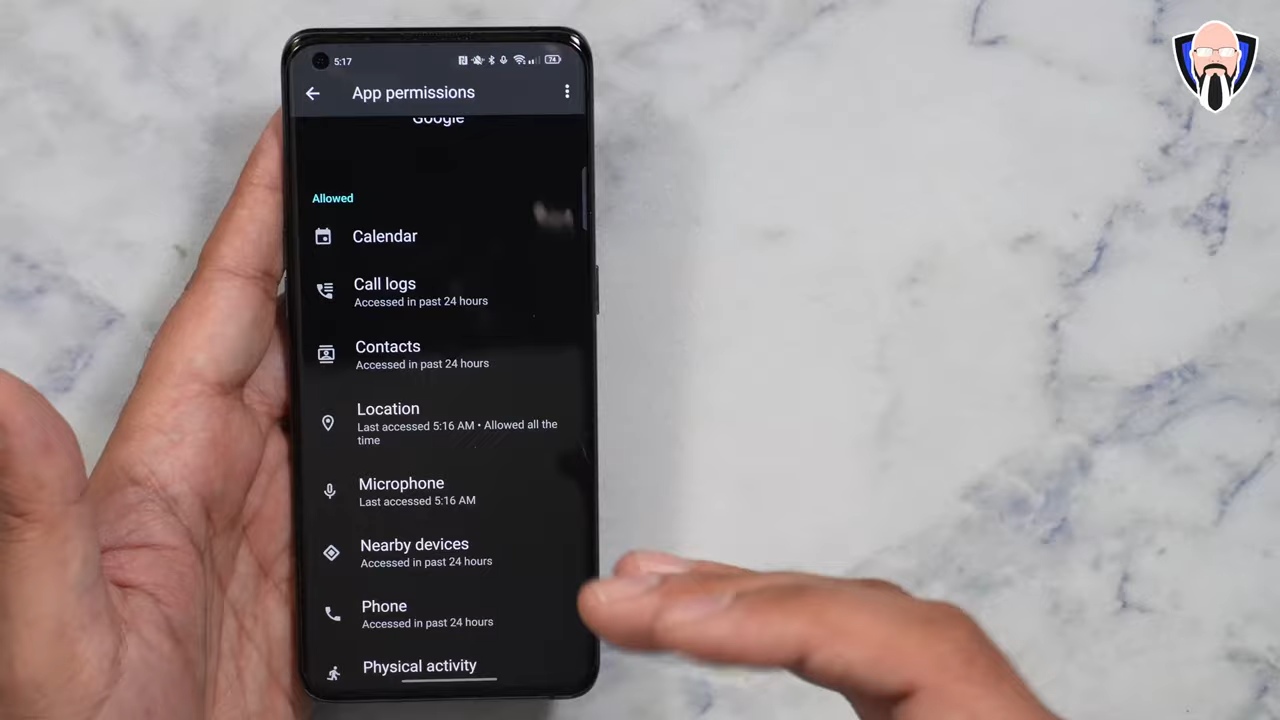 5:17
74
App permissions
Google
Allowed
Calendar
Call logs
Accessed in past 24 hours
Contacts
Accessed in past 24 hours
Location
Last accessed 5:16 AM • Allowed all the
time
Microphone
Last accessed 5:16 AM
Nearby devices
Accessed in past 24 hours
Phone
Accessed in past 24 hours
Physical activity